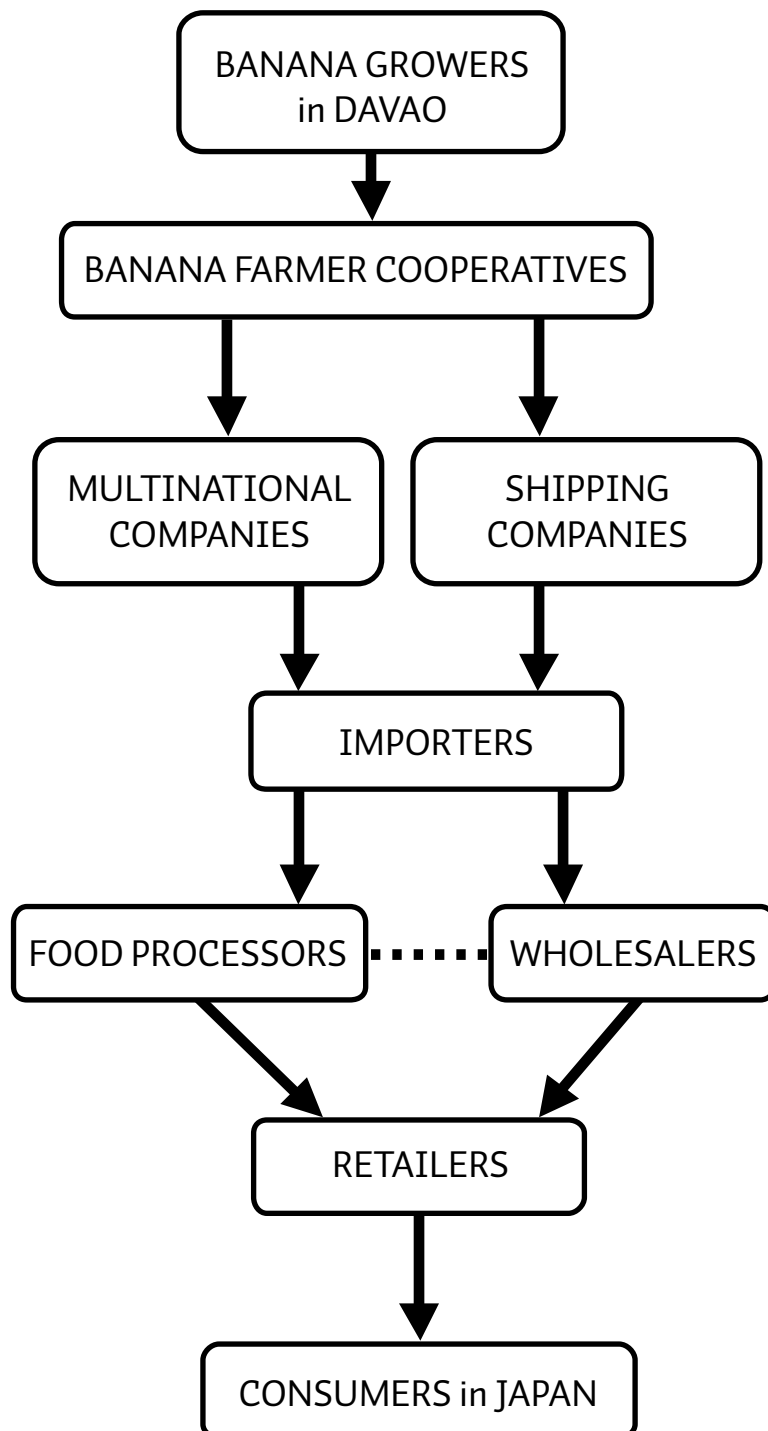 BANANA GROWERS
in DAVAO
BANANA FARMER COOPERATIVES
MULTINATIONAL
COMPANIES
SHIPPING
COMPANIES
IMPORTERS
FOOD PROCESSORS
WHOLESALERS
RETAILERS
CONSUMERS in JAPAN